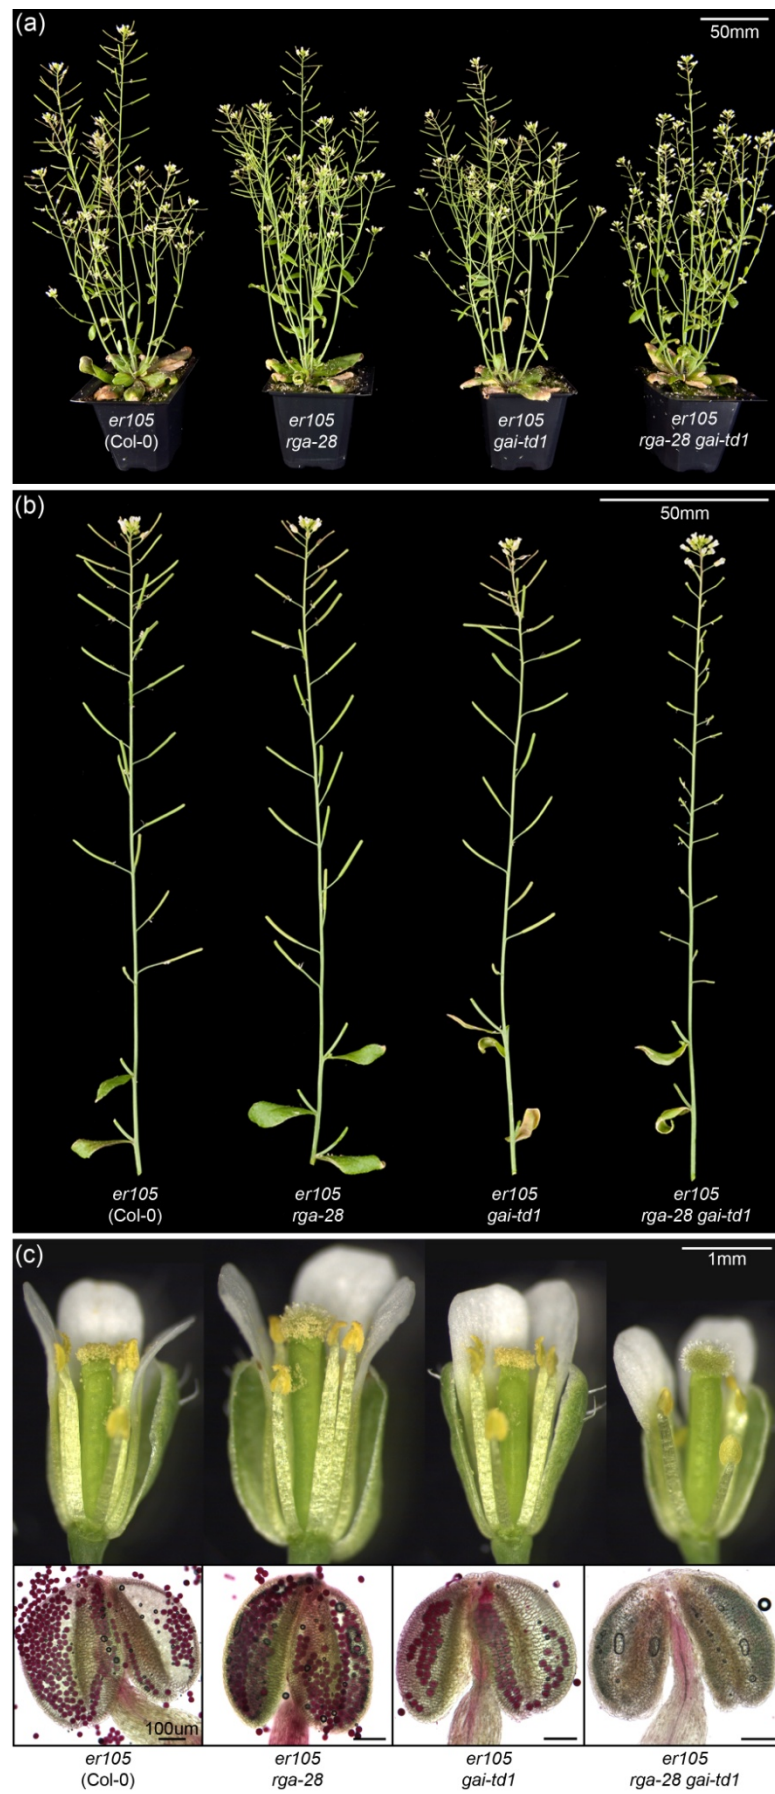 (a)
50mm
er105
(Col-0)
er105
rga-28
er105
gai-td1
er105
rga-28 gai-td1
(b)
50mm
er105
(Col-0)
er105
rga-28
er105
gai-td1
er105
rga-28 gai-td1
(c)
1mm
100um
er105
(Col-0)
er105
rga-28
er105
gai-td1
er105
rga-28 gai-td1